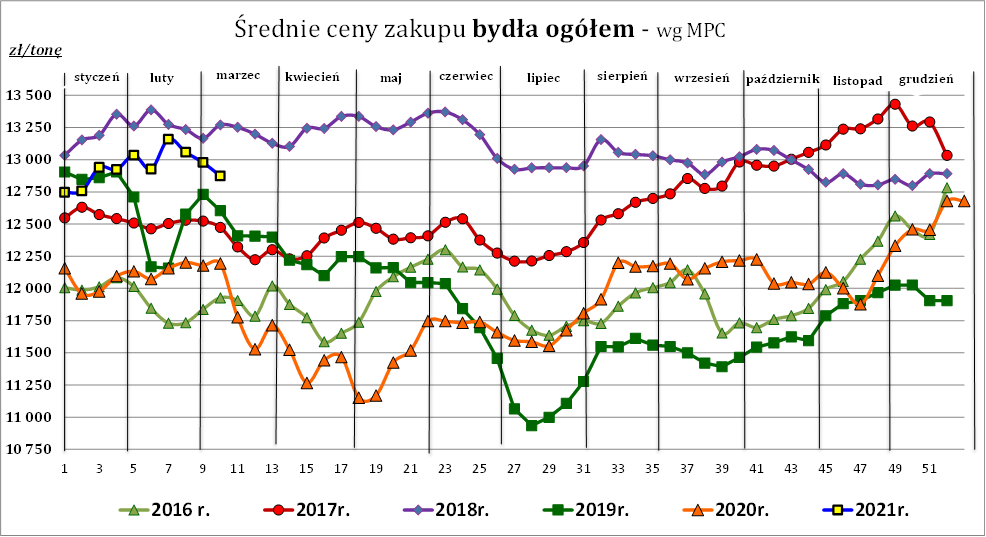 Średnie ceny zakupu bydła ogółem - wg MPC
zł/tonę
styczeń luty marzec kwiecień maj czerwiec lipiec sierpień wrzesień październik listopad grudzień
13 500
13 250
13 000
12 750
12 500
12 250
12 000
11 750
11 500
11 250
11 000
10 750
1 3 5 7 9 11 13 15 17 19 21 23 25 27 29 31 33 35 37 39 41 43 45 47 49 51
2016 r. 2017r. 2018r. 2019r. 2020r. 2021r.